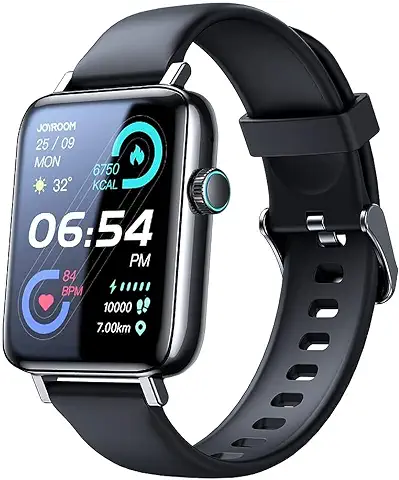 JOYROOM
25 / 09
MON
32°
6750
KCAL
06:54
PM
84
BPM
10000
7.00km